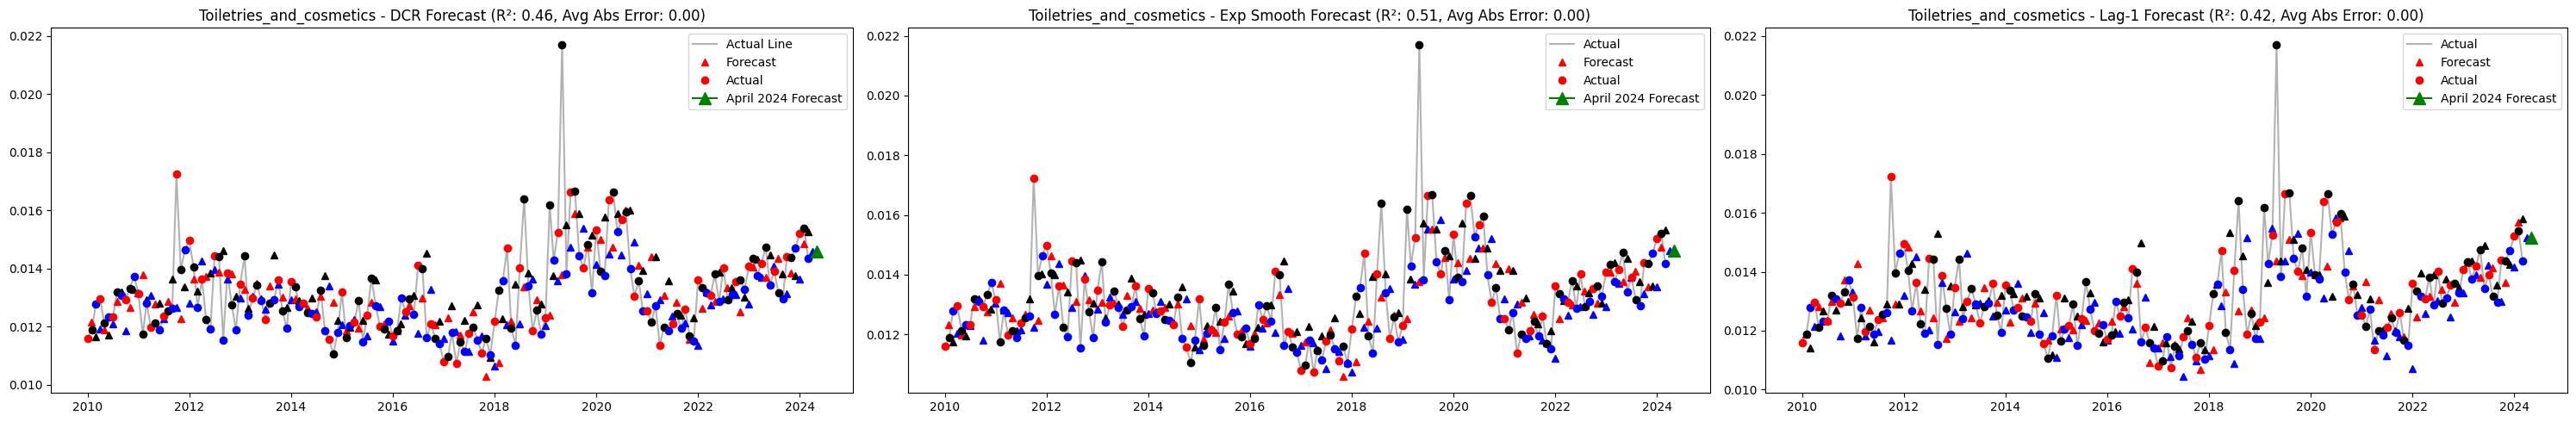 Toiletries_and_cosmetics - DCR Forecast (R²: 0.46, Avg Abs Error: 0.00)
0.022
0.020
0.018
0.016
0.014
0.012
0.010
2010
2012
2014
2016
2018
2020
2022
2024
Actual Line
Forecast
Actual
April 2024 Forecast
Toiletries_and_cosmetics - Exp Smooth Forecast (R²: 0.51, Avg Abs Error: 0.00)
0.022
0.020
0.018
0.016
0.014
0.012
2010
2012
2014
2016
2018
2020
2022
2024
Actual
Forecast
Actual
April 2024 Forecast
Toiletries_and_cosmetics - Lag-1 Forecast (R²: 0.42, Avg Abs Error: 0.00)
0.022
0.020
0.018
0.016
0.014
0.012
0.010
2010
2012
2014
2016
2018
2020
2022
2024
Actual
Forecast
Actual
April 2024 Forecast